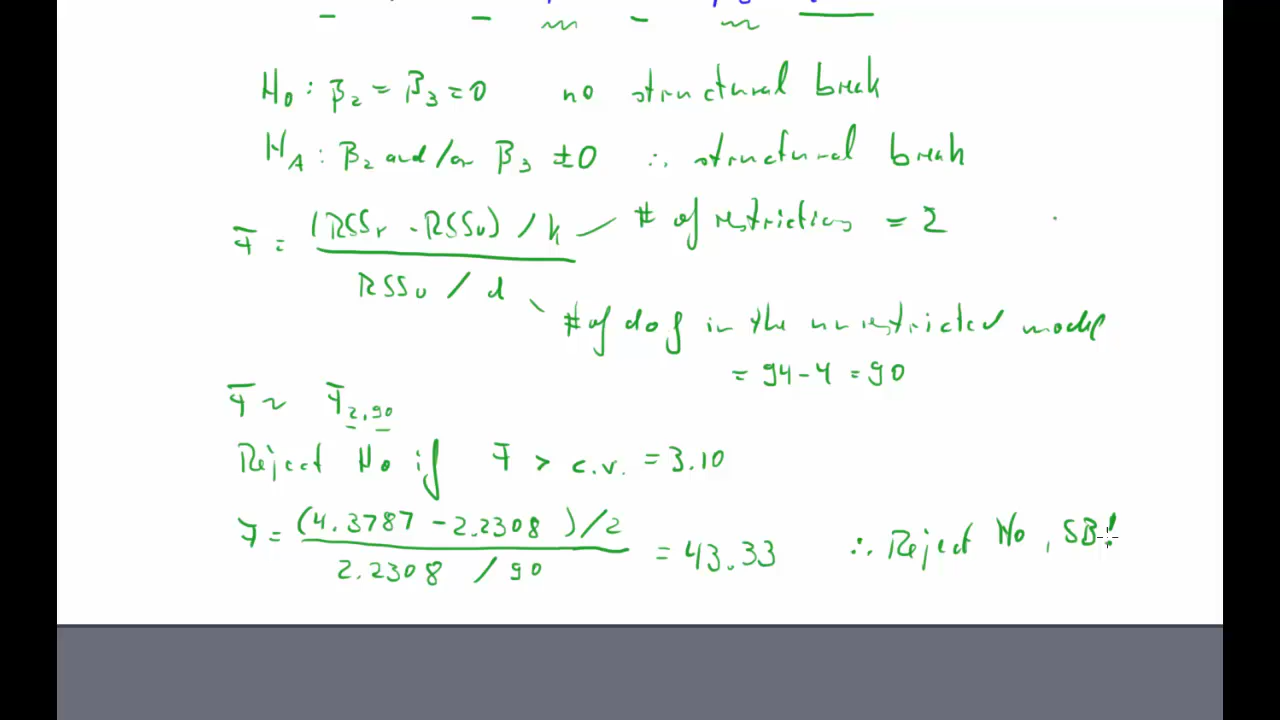 H₀ : β₂ = β₃ = 0 no structural break
H_A : β₂ and/or β₃ ≠ 0 ∴ structural break
F = (RSSr - RSSu) / k # of restrictions = 2
RSSu / d
# of dof in the unrestricted model
= 94 - 4 = 90
F ~ F₂,₉₀
Reject H₀ if F > c.v. = 3.10
F = (4.3787 - 2.2308 ) / 2
2.2308 / 90
= 43.33 ∴ Reject H₀ , SB!